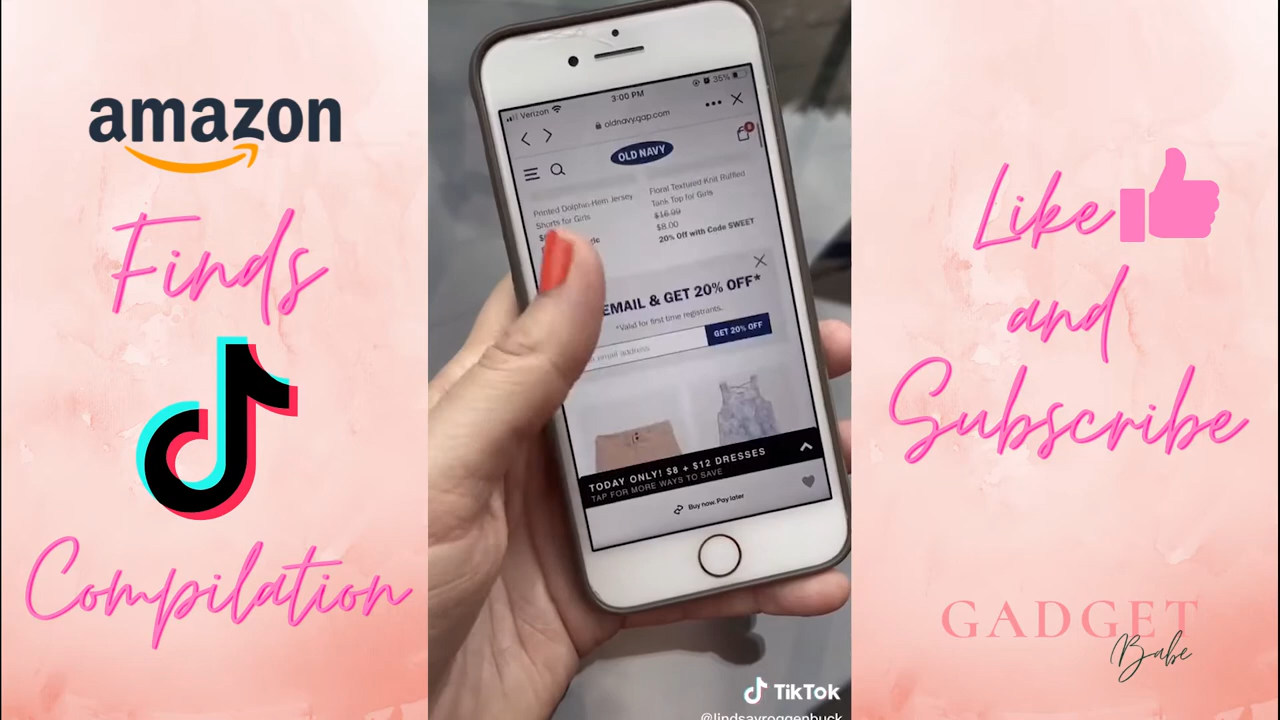 amazon
Finds
Compilation
Verizon
3:00 PM
35%
oldnavy.gap.com
OLD NAVY
Printed Dolphin-Hem Jersey
Shorts for Girls
Floral Textured Knit Ruffled
Tank Top for Girls
$16.99
$8.00
20% Off with Code SWEET
EMAIL & GET 20% OFF*
*Valid for first time registrants.
email address
GET 20% OFF
TODAY ONLY! $8 + $12 DRESSES
TAP FOR MORE WAYS TO SAVE
Buy now, Pay later
TikTok
@lindsayroggenbuck
Like
and
Subscribe
GADGET
Babe